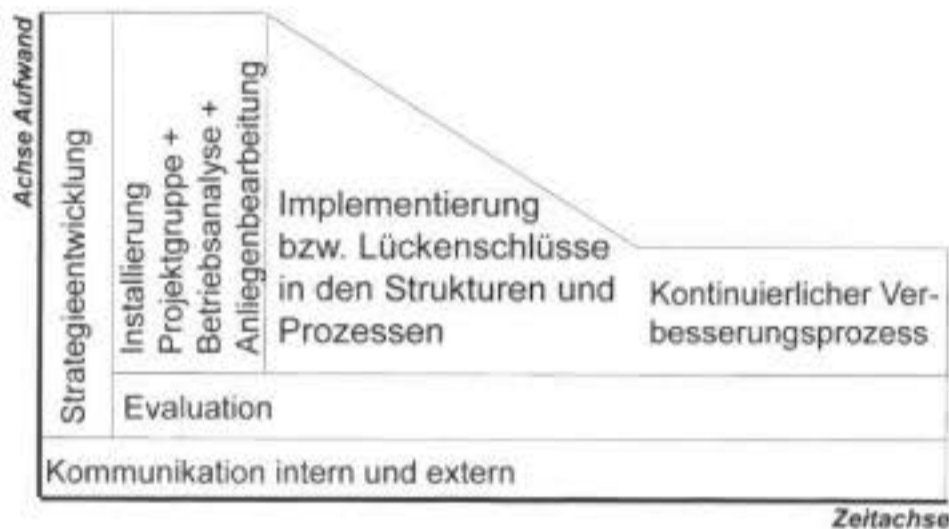 Achse Aufwand
Strategieentwicklung
Installierung
Projektgruppe +
Betriebsanalyse +
Anliegenbearbeitung
Implementierung
bzw. Lückenschlüsse
in den Strukturen und
Prozessen
Kontinuierlicher Ver-
besserungsprozess
Evaluation
Kommunikation intern und extern
Zeitachse